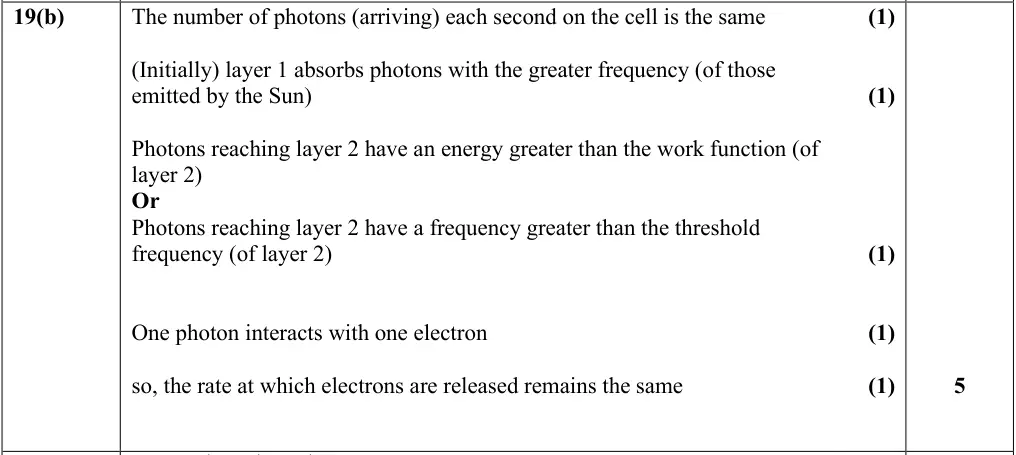 19(b) The number of photons (arriving) each second on the cell is the same (1)
(Initially) layer 1 absorbs photons with the greater frequency (of those
emitted by the Sun) (1)
Photons reaching layer 2 have an energy greater than the work function (of
layer 2)
Or
Photons reaching layer 2 have a frequency greater than the threshold
frequency (of layer 2) (1)
One photon interacts with one electron (1)
so, the rate at which electrons are released remains the same (1) 5